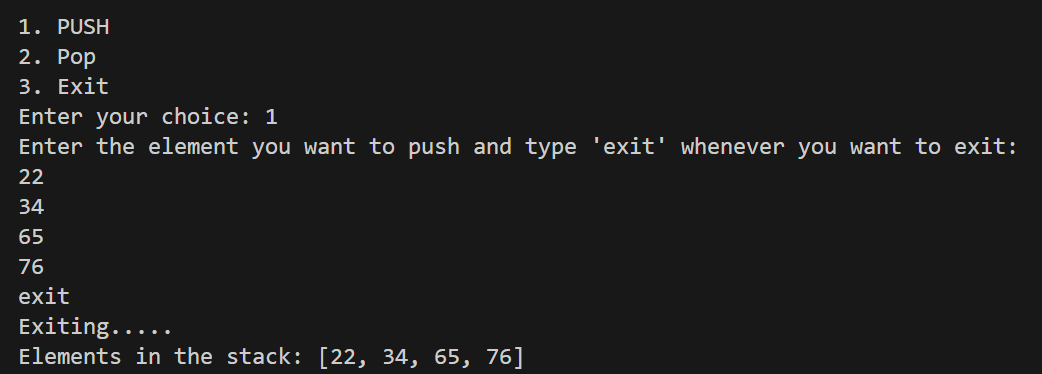 1. PUSH
2. Pop
3. Exit
Enter your choice: 1
Enter the element you want to push and type 'exit' whenever you want to exit:
22
34
65
76
exit
Exiting.....
Elements in the stack: [22, 34, 65, 76]